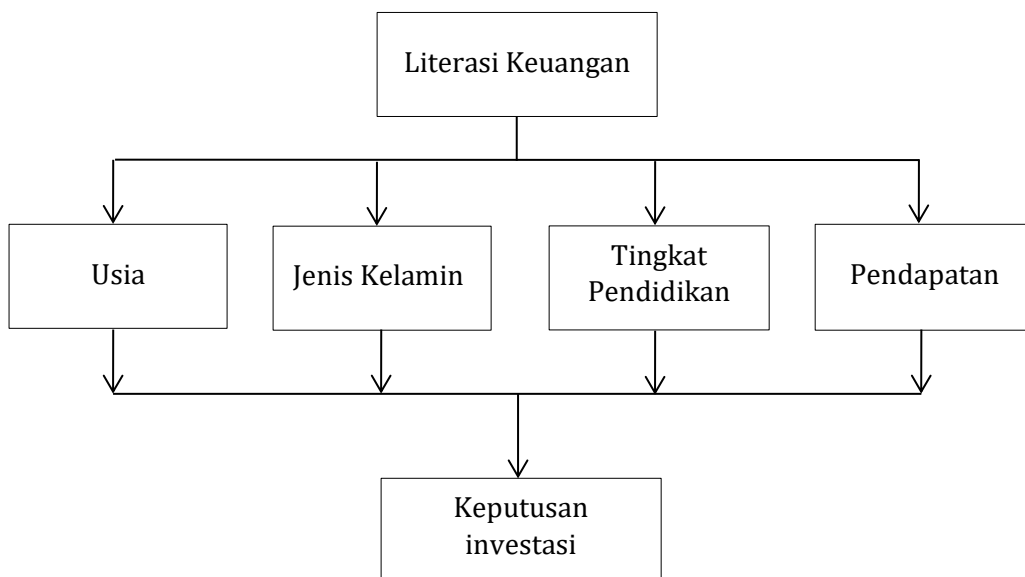 Literasi Keuangan
Usia
Jenis Kelamin
Tingkat
Pendidikan
Pendapatan
Keputusan
investasi